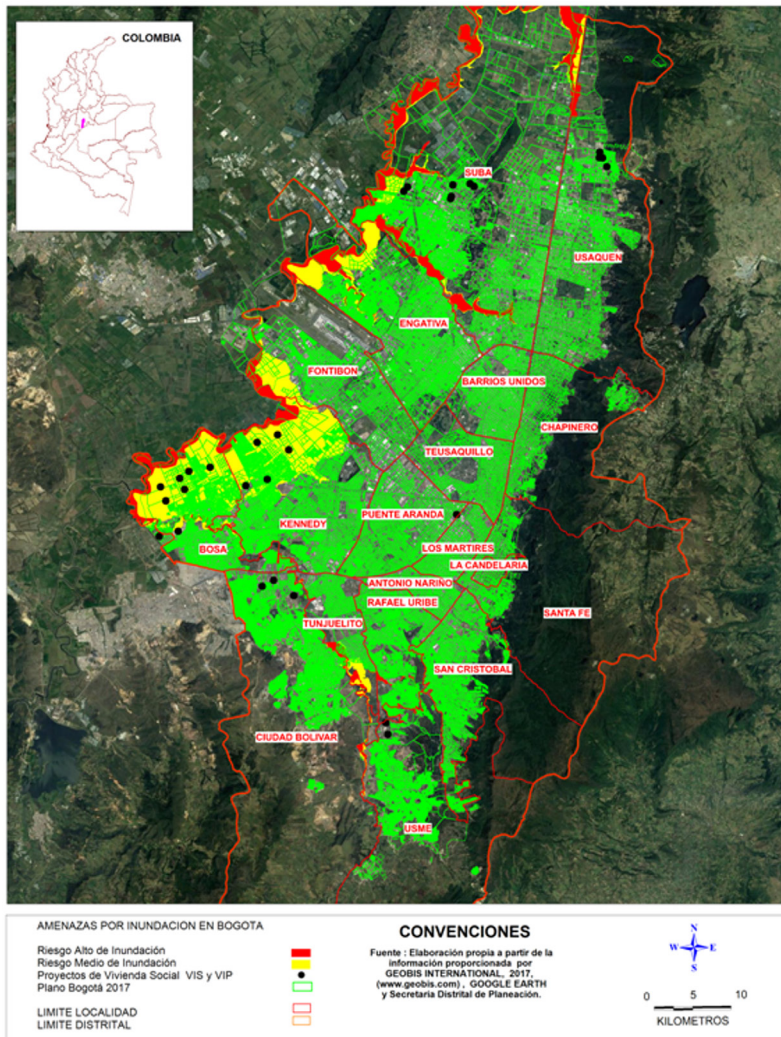 COLOMBIA
SUBA
USAQUEN
ENGATIVA
FONTIBON
BARRIOS UNIDOS
CHAPINERO
TEUSAQUILLO
PUENTE ARANDA
KENNEDY
BOSA
LOS MARTIRES
LA CANDELARIA
ANTONIO NARIÑO
RAFAEL URIBE
SANTA FE
TUNJUELITO
SAN CRISTOBAL
CIUDAD BOLIVAR
USME
AMENAZAS POR INUNDACION EN BOGOTA
Riesgo Alto de Inundación
Riesgo Medio de Inundación
Proyectos de Vivienda Social VIS y VIP
Plano Bogotá 2017
LIMITE LOCALIDAD
LIMITE DISTRITAL
CONVENCIONES
Fuente : Elaboración propia a partir de la
información proporcionada por
GEOBIS INTERNATIONAL, 2017,
(www.geobis.com) , GOOGLE EARTH
y Secretaria Distrital de Planeación.
N
W E
S
0 5 10
KILOMETROS